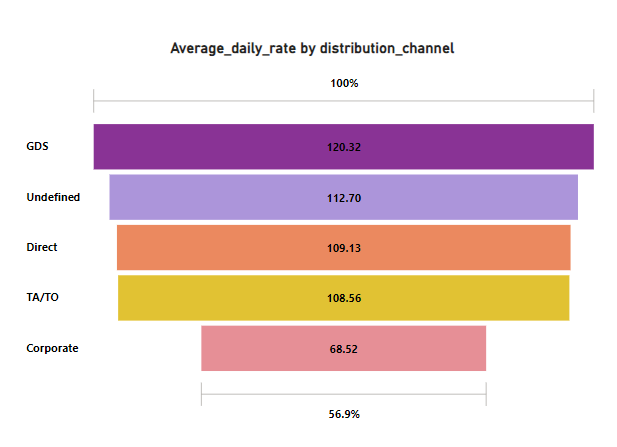 Average_daily_rate by distribution_channel
100%
GDS 120.32
Undefined 112.70
Direct 109.13
TA/TO 108.56
Corporate 68.52
56.9%